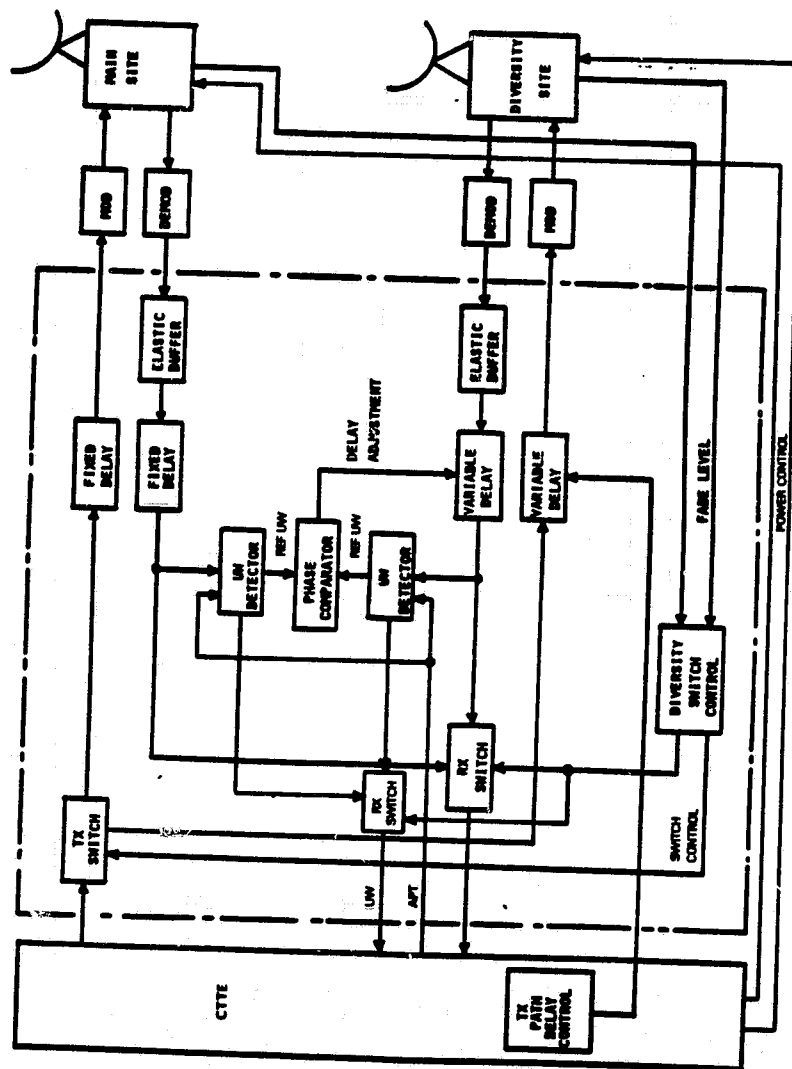 MAIN
SITE
DIVERSITY
SITE
MOD
DEMOD
DEMOD
MOD
ELASTIC
BUFFER
ELASTIC
BUFFER
FIXED
DELAY
FIXED
DELAY
DELAY
ADJUSTMENT
VARIABLE
DELAY
VARIABLE
DELAY
FADE LEVEL
POWER CONTROL
UW
DETECTOR
REF UW
PHASE
COMPARATOR
REF UW
UW
DETECTOR
DIVERSITY
SWITCH
CONTROL
TX
SWITCH
RX
SWITCH
RX
SWITCH
SWITCH
CONTROL
UW
APT
CTTE
TX
PATH
DELAY
CONTROL